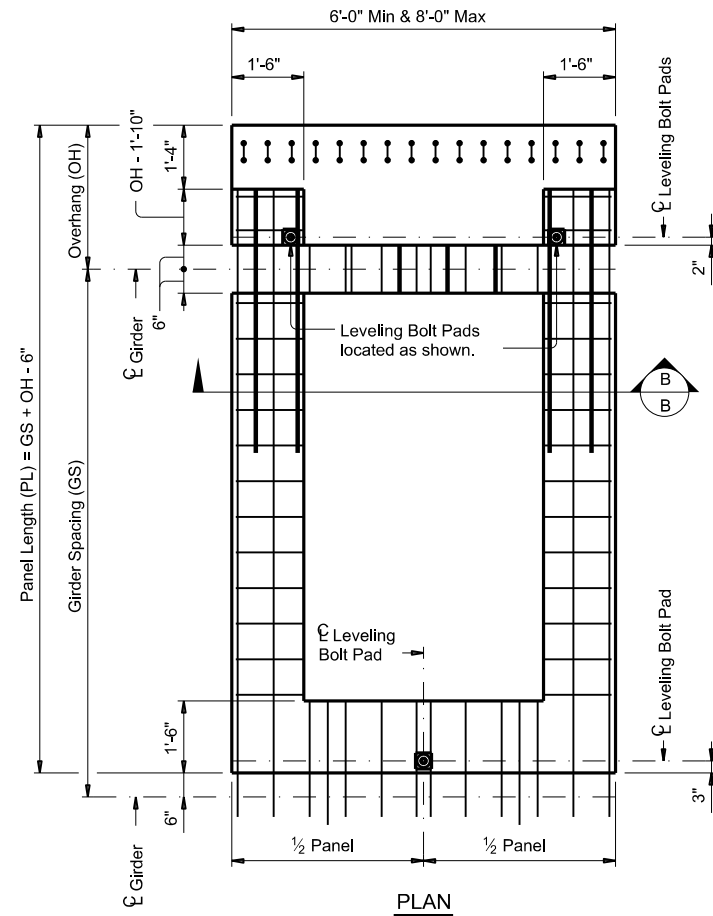 6'-0" Min & 8'-0" Max
1'-6"
1'-6"
℄ Leveling Bolt Pads
OH - 1'-10"
1'-4"
Overhang (OH)
2"
6"
℄ Girder
Leveling Bolt Pads
located as shown.
B
B
Panel Length (PL) = GS + OH - 6"
Girder Spacing (GS)
℄ Leveling
Bolt Pad
℄ Leveling Bolt Pad
1'-6"
3"
6"
℄ Girder
½ Panel
½ Panel
PLAN